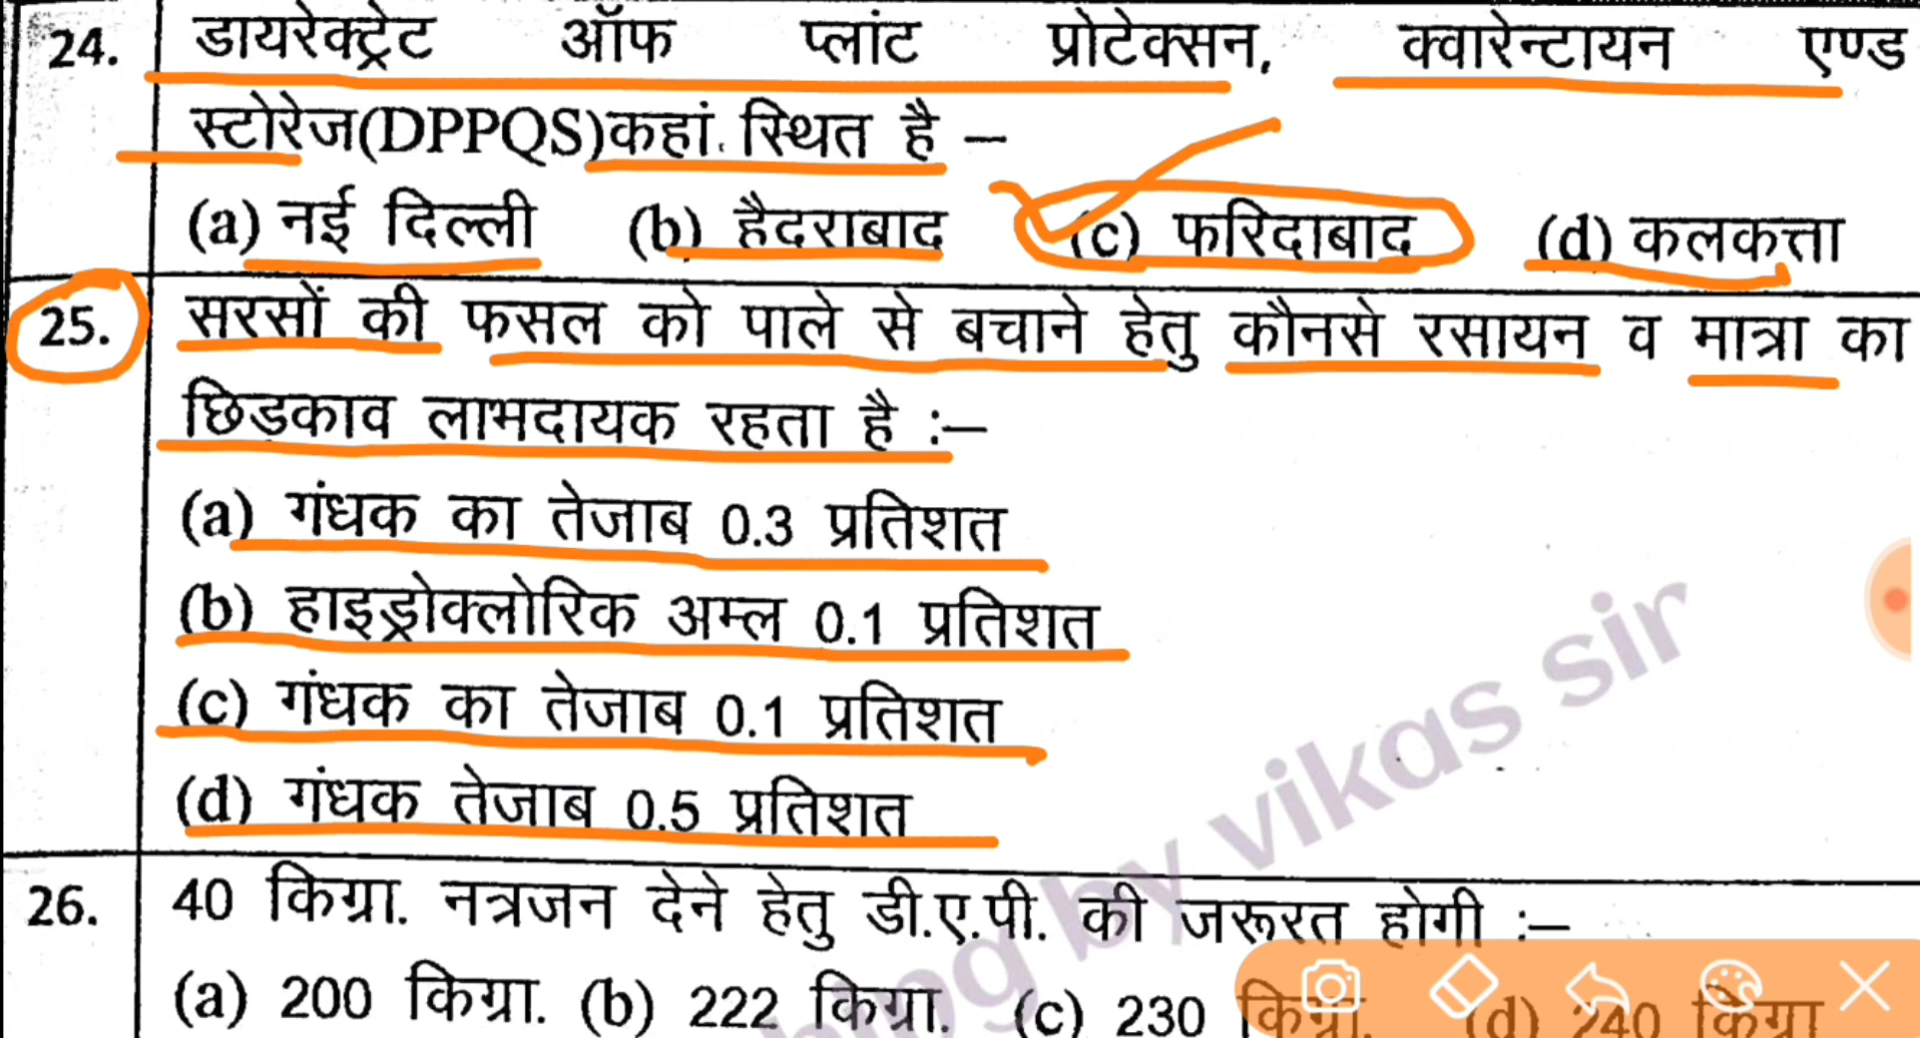 24. डायरेक्ट्रेट ऑफ प्लांट प्रोटेक्सन, क्वारेन्टायन एण्ड
स्टोरेज(DPPQS)कहां स्थित है –
(a) नई दिल्ली (b) हैदराबाद (c) फरिदाबाद (d) कलकत्ता
25. सरसों की फसल को पाले से बचाने हेतु कौनसे रसायन व मात्रा का
छिड़काव लाभदायक रहता है :–
(a) गंधक का तेजाब 0.3 प्रतिशत
(b) हाइड्रोक्लोरिक अम्ल 0.1 प्रतिशत
(c) गंधक का तेजाब 0.1 प्रतिशत
(d) गंधक तेजाब 0.5 प्रतिशत
26. 40 किग्रा. नत्रजन देने हेतु डी.ए.पी. की जरूरत होगी :–
(a) 200 किग्रा. (b) 222 किग्रा. (c) 230 किग्रा. (d) 240 किग्रा
by vikas sir